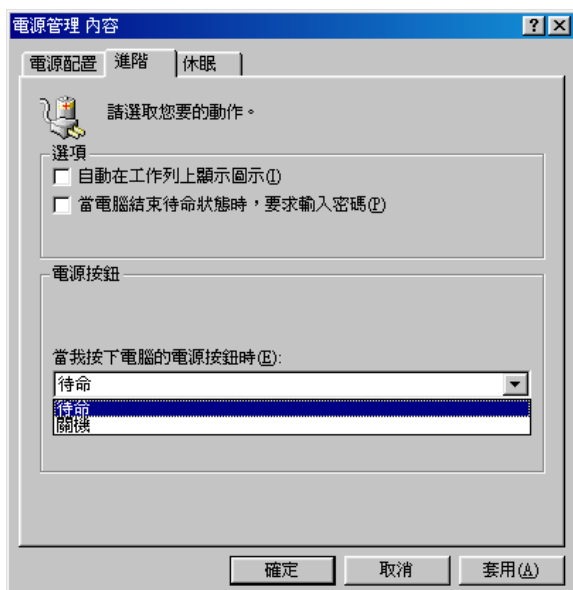 電源管理 內容
電源配置 進階 休眠
請選取您要的動作。
選項
自動在工作列上顯示圖示(I)
當電腦結束待命狀態時，要求輸入密碼(P)
電源按鈕
當我按下電腦的電源按鈕時(E):
待命
待命
關機
確定 取消 套用(A)